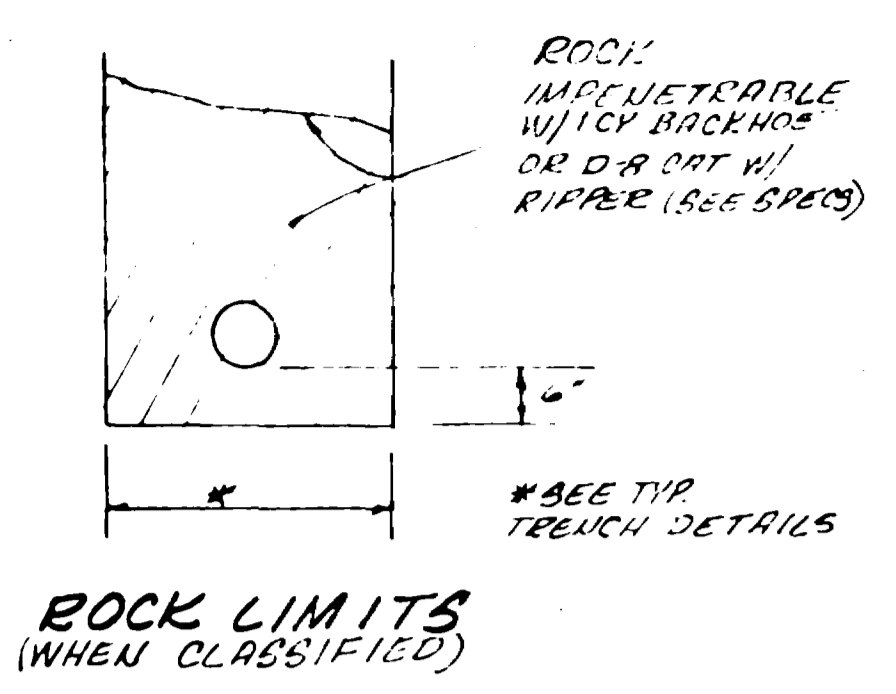 ROCK
IMPENETRABLE
W/1CY BACKHOE
OR D-8 CAT W/
RIPPER (SEE SPECS)
6"
*
* SEE TYP.
TRENCH DETAILS
ROCK LIMITS
(WHEN CLASSIFIED)